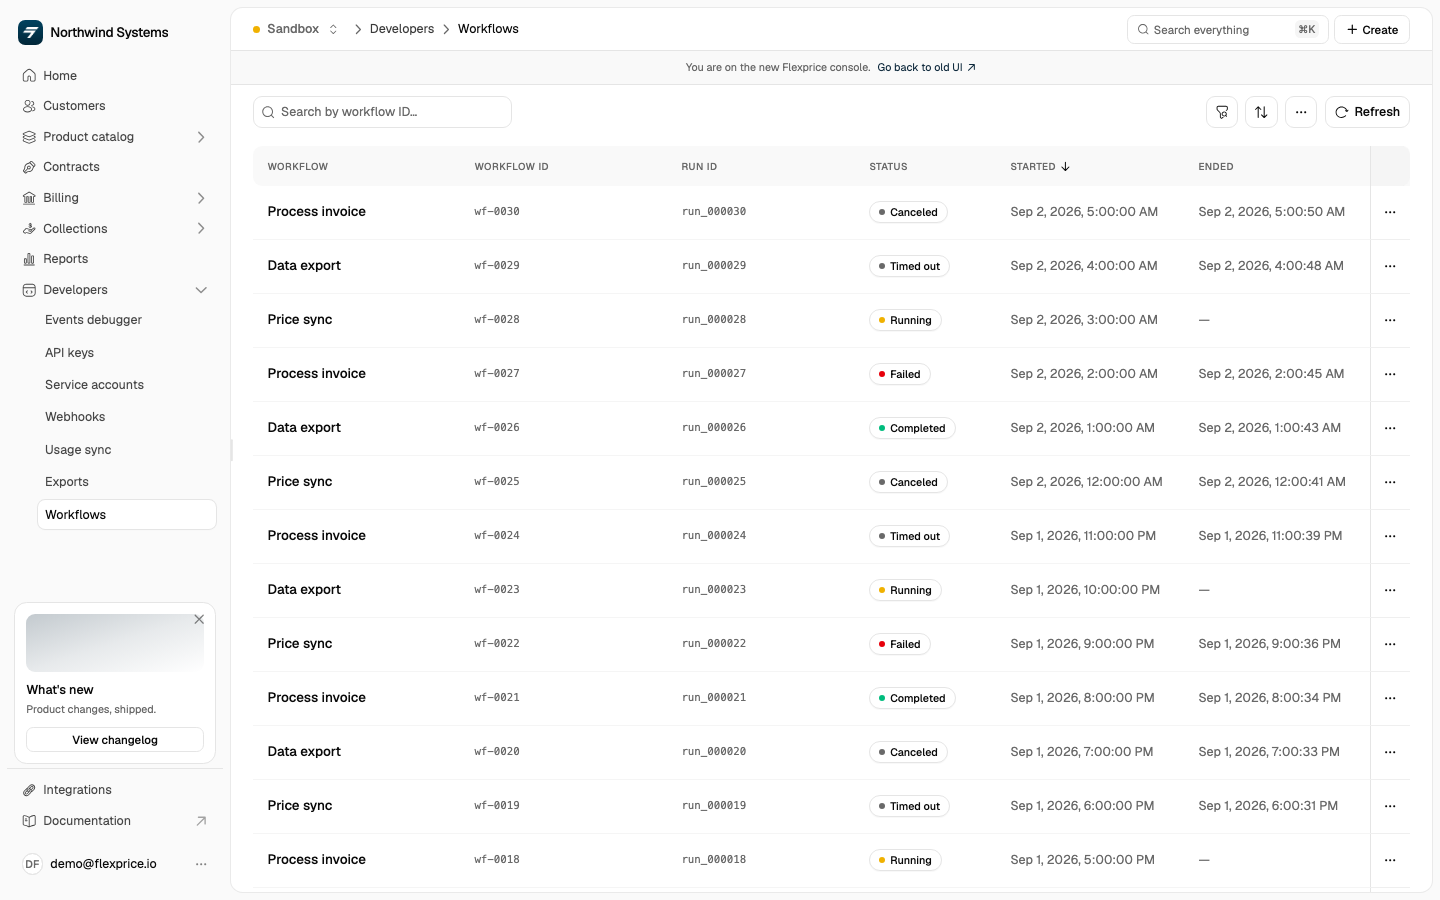 Northwind Systems
Home
Customers
Product catalog
Contracts
Billing
Collections
Reports
Developers
Events debugger
API keys
Service accounts
Webhooks
Usage sync
Exports
Workflows
What's new
Product changes, shipped.
View changelog
Integrations
Documentation
DF demo@flexprice.io
Sandbox Developers Workflows
Search everything ⌘K
+ Create
You are on the new Flexprice console. Go back to old UI
Search by workflow ID...
Refresh
WORKFLOW WORKFLOW ID RUN ID STATUS STARTED ENDED
Process invoice wf-0030 run_000030 Canceled Sep 2, 2026, 5:00:00 AM Sep 2, 2026, 5:00:50 AM
Data export wf-0029 run_000029 Timed out Sep 2, 2026, 4:00:00 AM Sep 2, 2026, 4:00:48 AM
Price sync wf-0028 run_000028 Running Sep 2, 2026, 3:00:00 AM —
Process invoice wf-0027 run_000027 Failed Sep 2, 2026, 2:00:00 AM Sep 2, 2026, 2:00:45 AM
Data export wf-0026 run_000026 Completed Sep 2, 2026, 1:00:00 AM Sep 2, 2026, 1:00:43 AM
Price sync wf-0025 run_000025 Canceled Sep 2, 2026, 12:00:00 AM Sep 2, 2026, 12:00:41 AM
Process invoice wf-0024 run_000024 Timed out Sep 1, 2026, 11:00:00 PM Sep 1, 2026, 11:00:39 PM
Data export wf-0023 run_000023 Running Sep 1, 2026, 10:00:00 PM —
Price sync wf-0022 run_000022 Failed Sep 1, 2026, 9:00:00 PM Sep 1, 2026, 9:00:36 PM
Process invoice wf-0021 run_000021 Completed Sep 1, 2026, 8:00:00 PM Sep 1, 2026, 8:00:34 PM
Data export wf-0020 run_000020 Canceled Sep 1, 2026, 7:00:00 PM Sep 1, 2026, 7:00:33 PM
Price sync wf-0019 run_000019 Timed out Sep 1, 2026, 6:00:00 PM Sep 1, 2026, 6:00:31 PM
Process invoice wf-0018 run_000018 Running Sep 1, 2026, 5:00:00 PM —